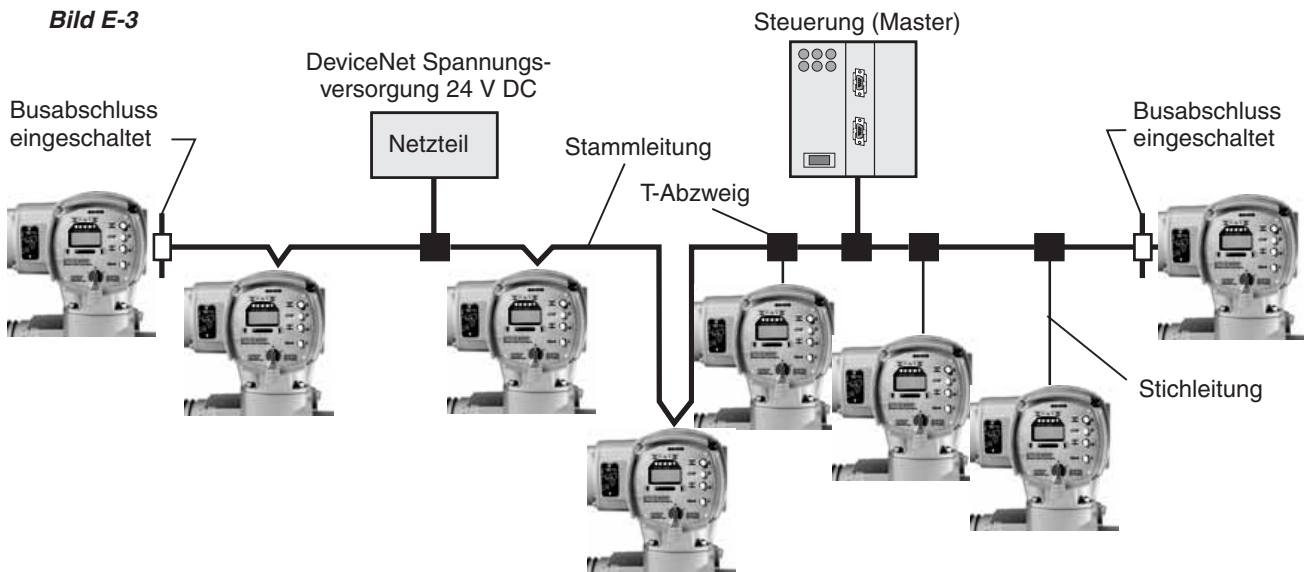 Bild E-3
Steuerung (Master)
DeviceNet Spannungs-
versorgung 24 V DC
Busabschluss
eingeschaltet
Netzteil
Stammleitung
T-Abzweig
Busabschluss
eingeschaltet
Stichleitung